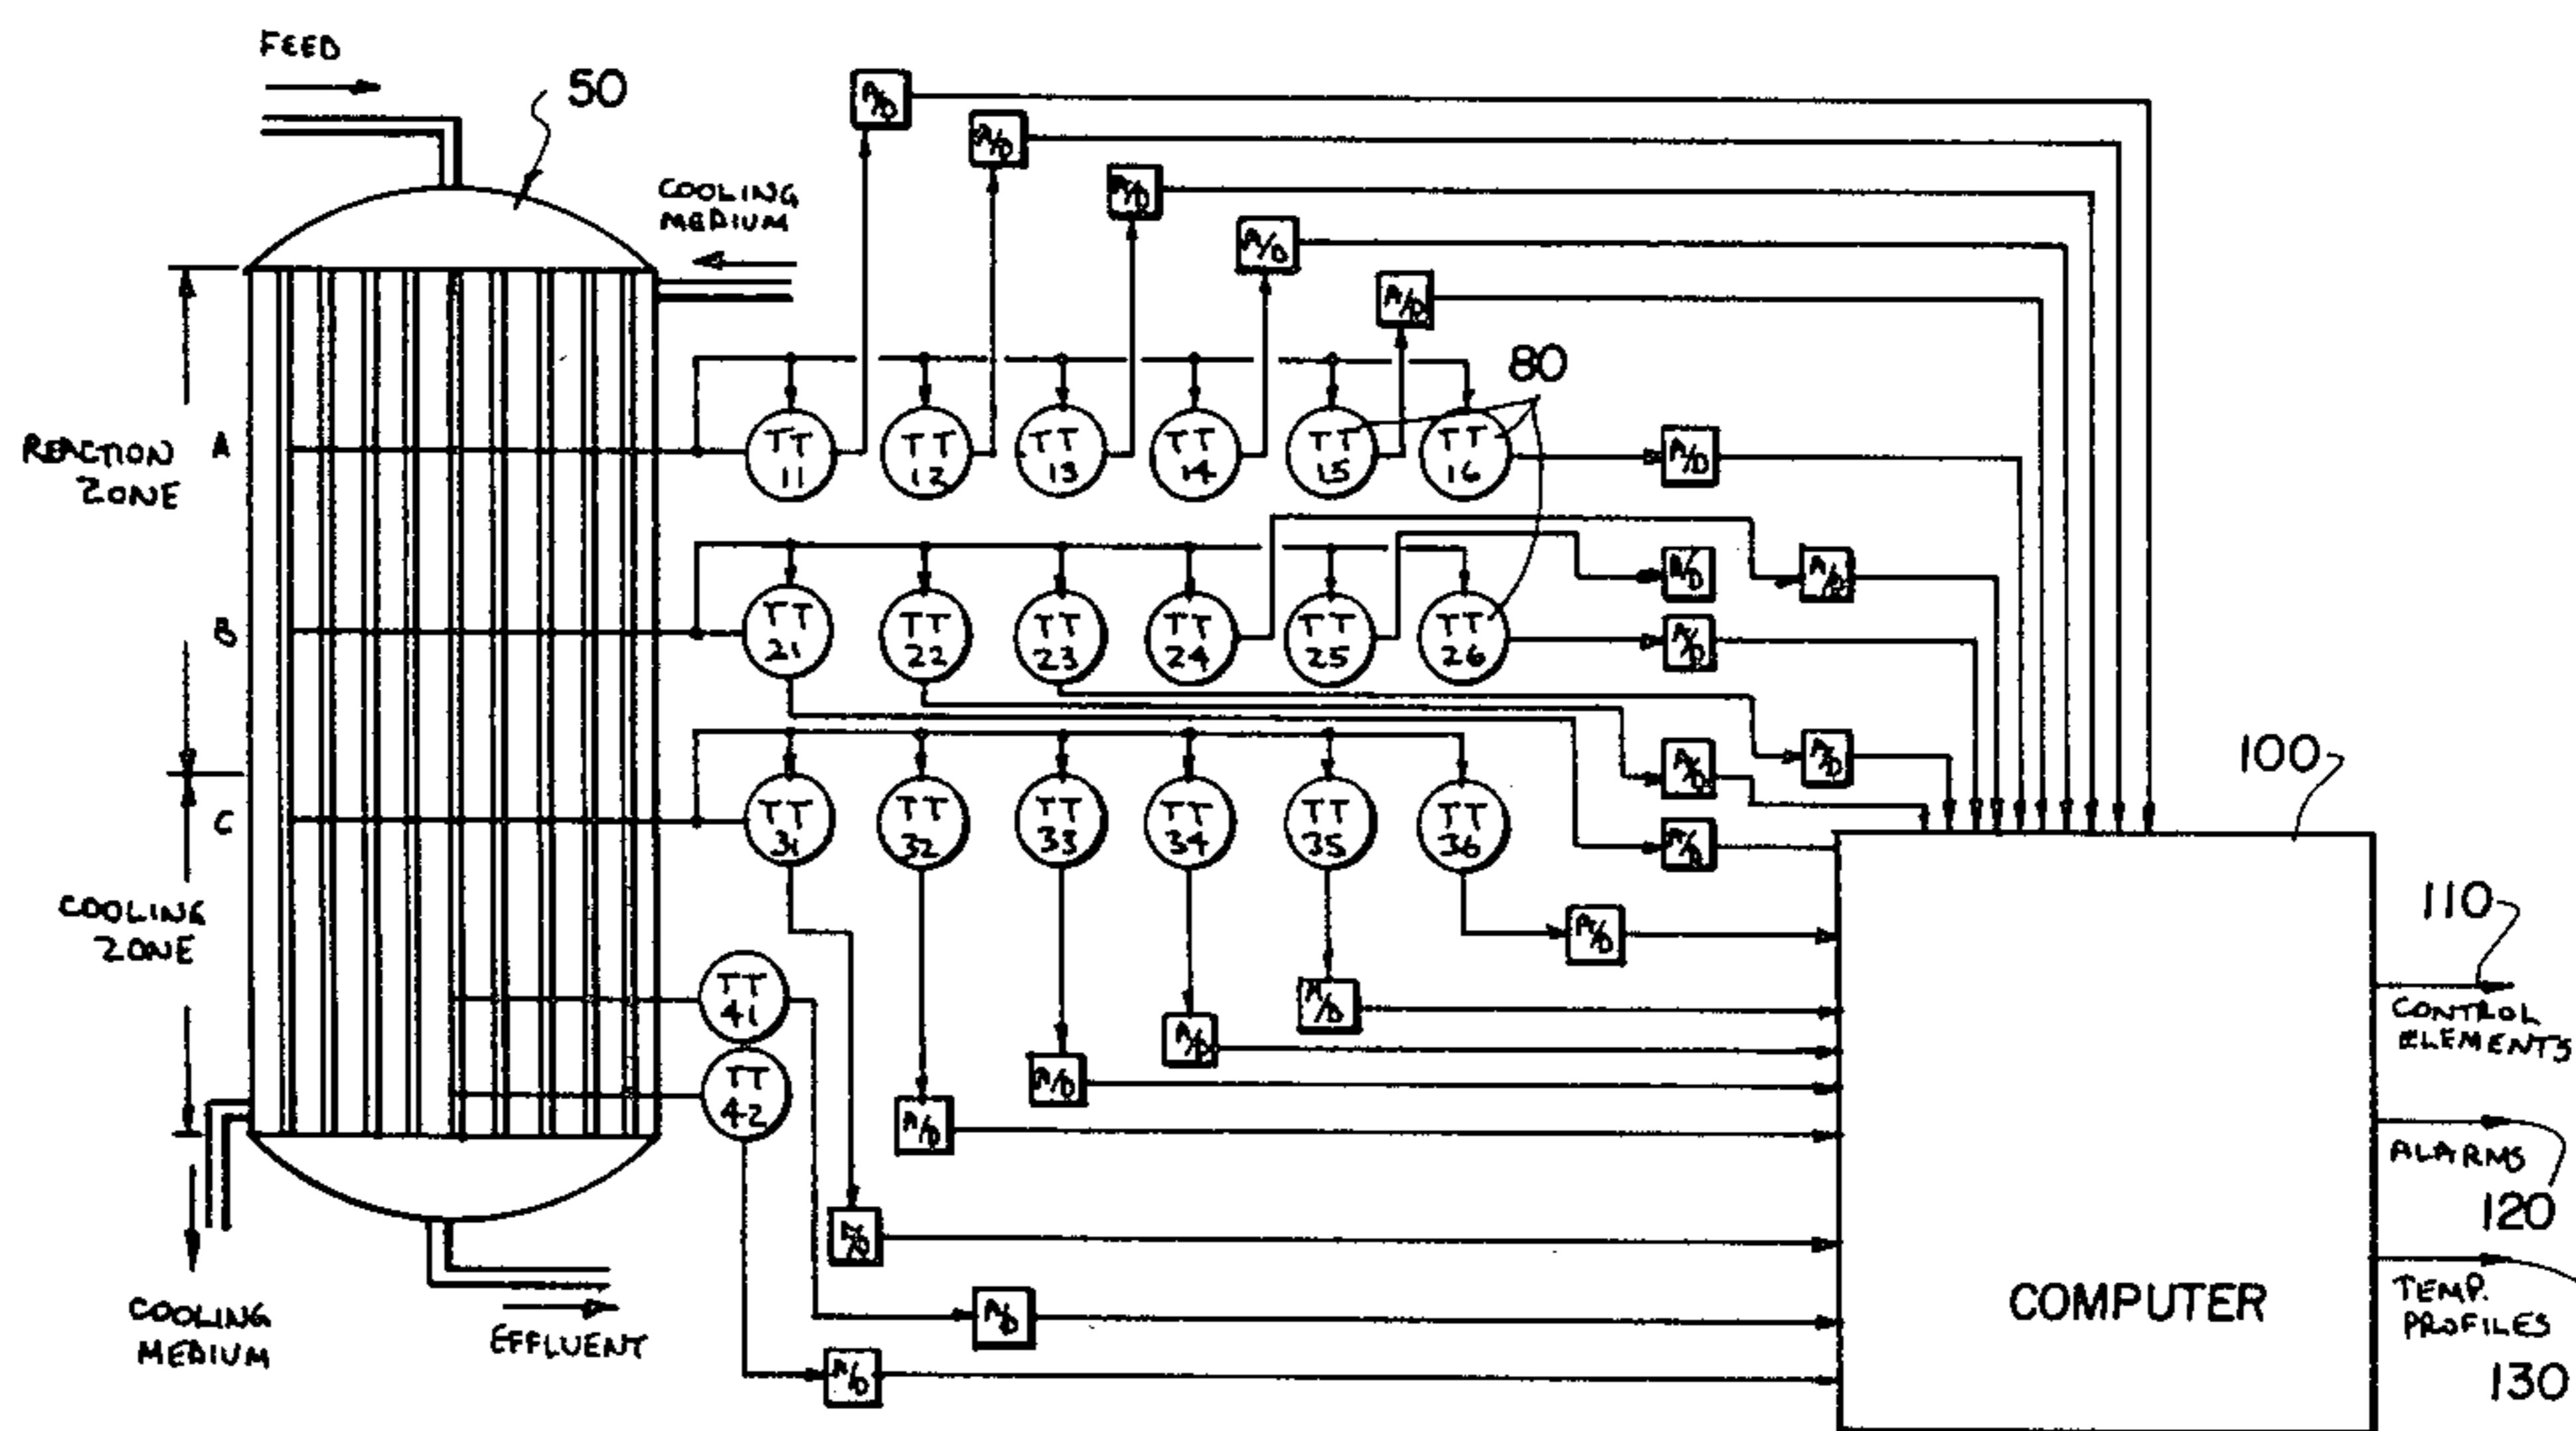 FEED
50
COOLING
MEDIUM
A/D
A/D
A/D
A/D
A/D
80
REACTION
ZONE
A
TT
11
TT
12
TT
13
TT
14
TT
15
TT
16
A/D
B
TT
21
TT
22
TT
23
TT
24
TT
25
TT
26
A/D
A/D
A/D
C
TT
31
TT
32
TT
33
TT
34
TT
35
TT
36
A/D
A/D
A/D
100
COOLING
ZONE
TT
41
TT
42
A/D
A/D
A/D
A/D
A/D
A/D
A/D
A/D
COMPUTER
110
CONTROL
ELEMENTS
ALARMS
120
TEMP.
PROFILES
130
COOLING
MEDIUM
EFFLUENT